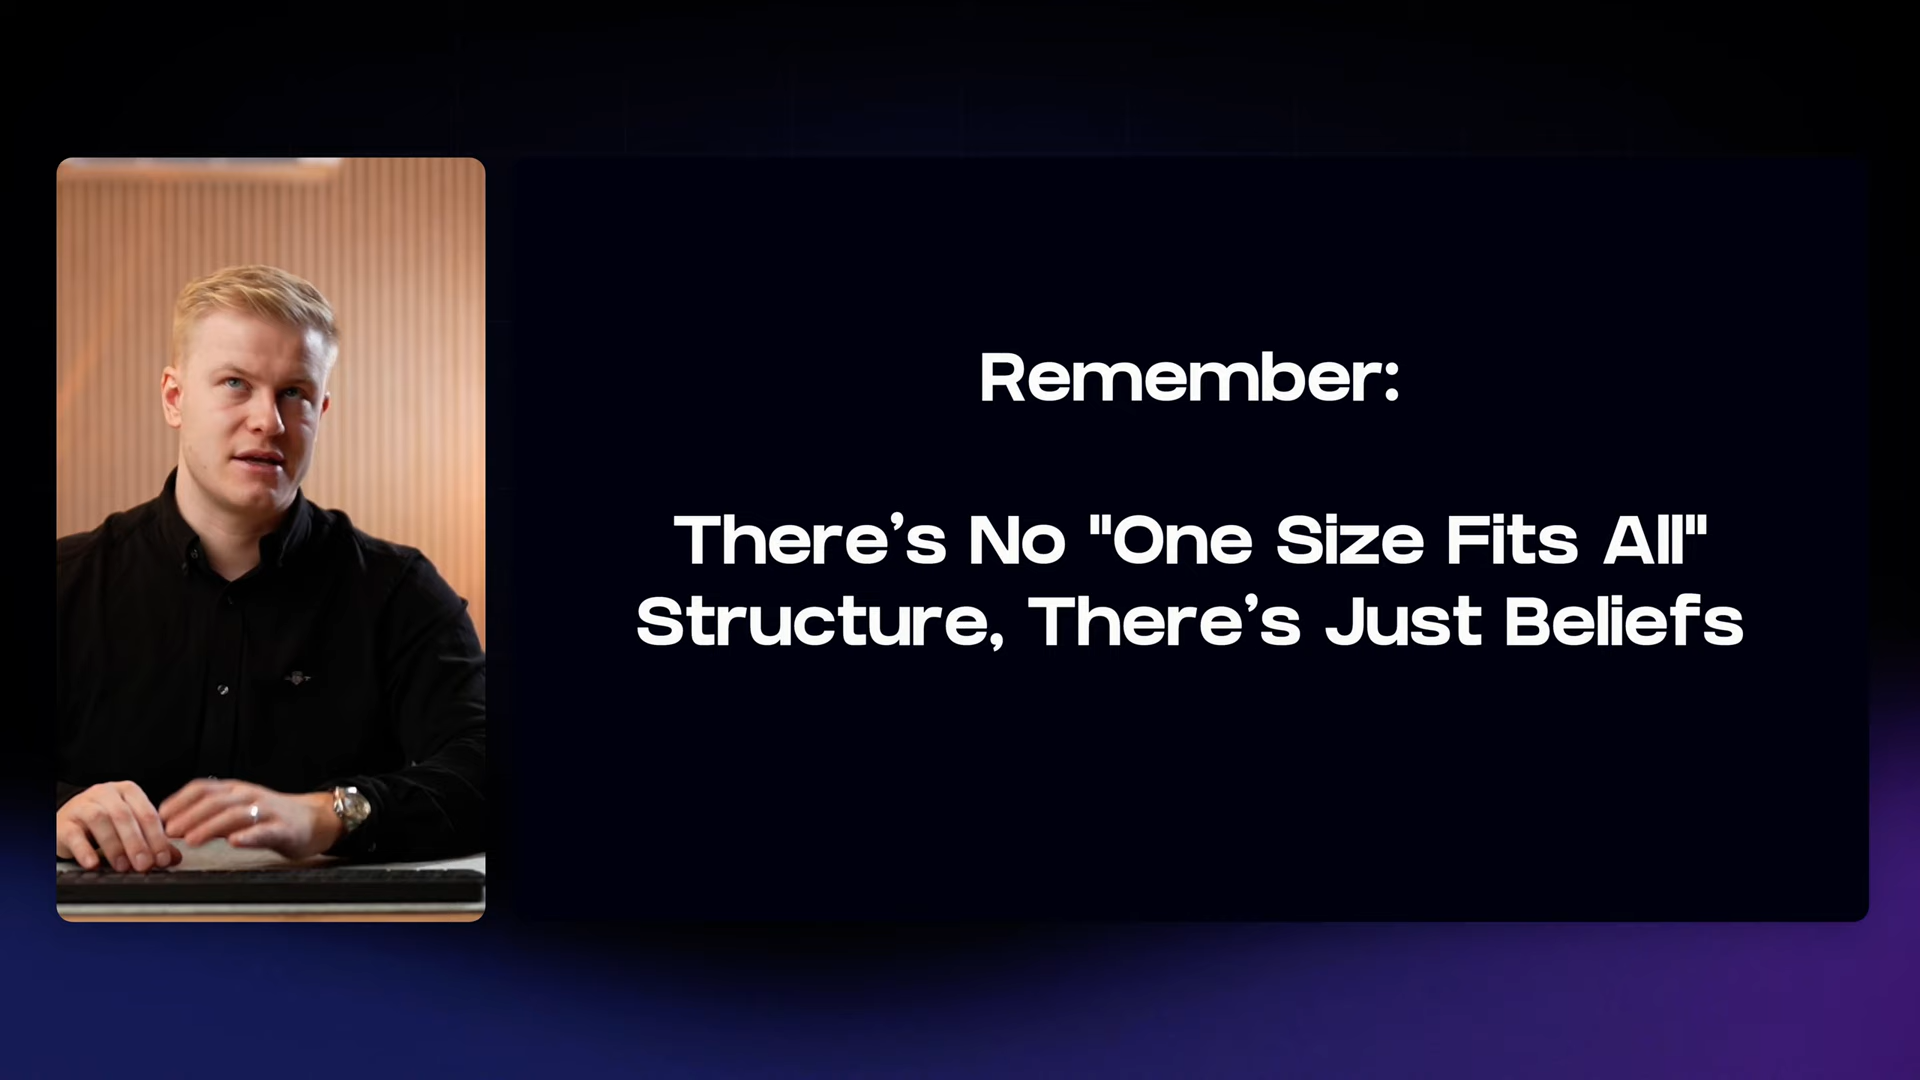 Remember:
There’s No "One Size Fits All"
Structure, There’s Just Beliefs